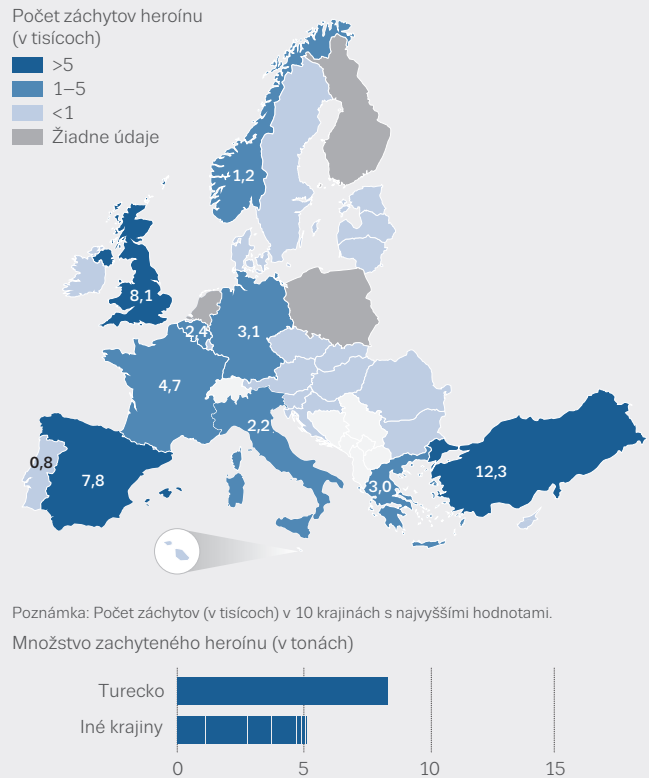 Počet záchytov heroínu
(v tisícoch)
>5
1–5
<1
Žiadne údaje
1,2
8,1
2,4
3,1
4,7
2,2
0,8
7,8
3,0
12,3
Poznámka: Počet záchytov (v tisícoch) v 10 krajinách s najvyššími hodnotami.
Množstvo zachyteného heroínu (v tonách)
Turecko
Iné krajiny
0 5 10 15